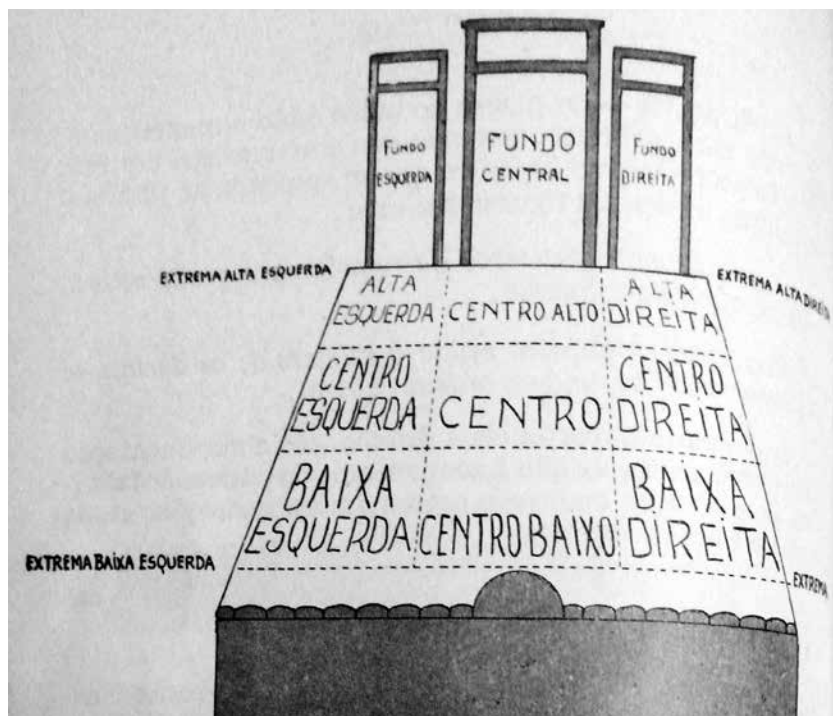 FUNDO
ESQUERDA
FUNDO
CENTRAL
FUNDO
DIREITA
EXTREMA ALTA ESQUERDA
EXTREMA ALTA DIREITA
ALTA
ESQUERDA
CENTRO ALTO
ALTA
DIREITA
CENTRO
ESQUERDA
CENTRO
CENTRO
DIREITA
BAIXA
ESQUERDA
CENTRO BAIXO
BAIXA
DIREITA
EXTREMA BAIXA ESQUERDA
EXTREMA